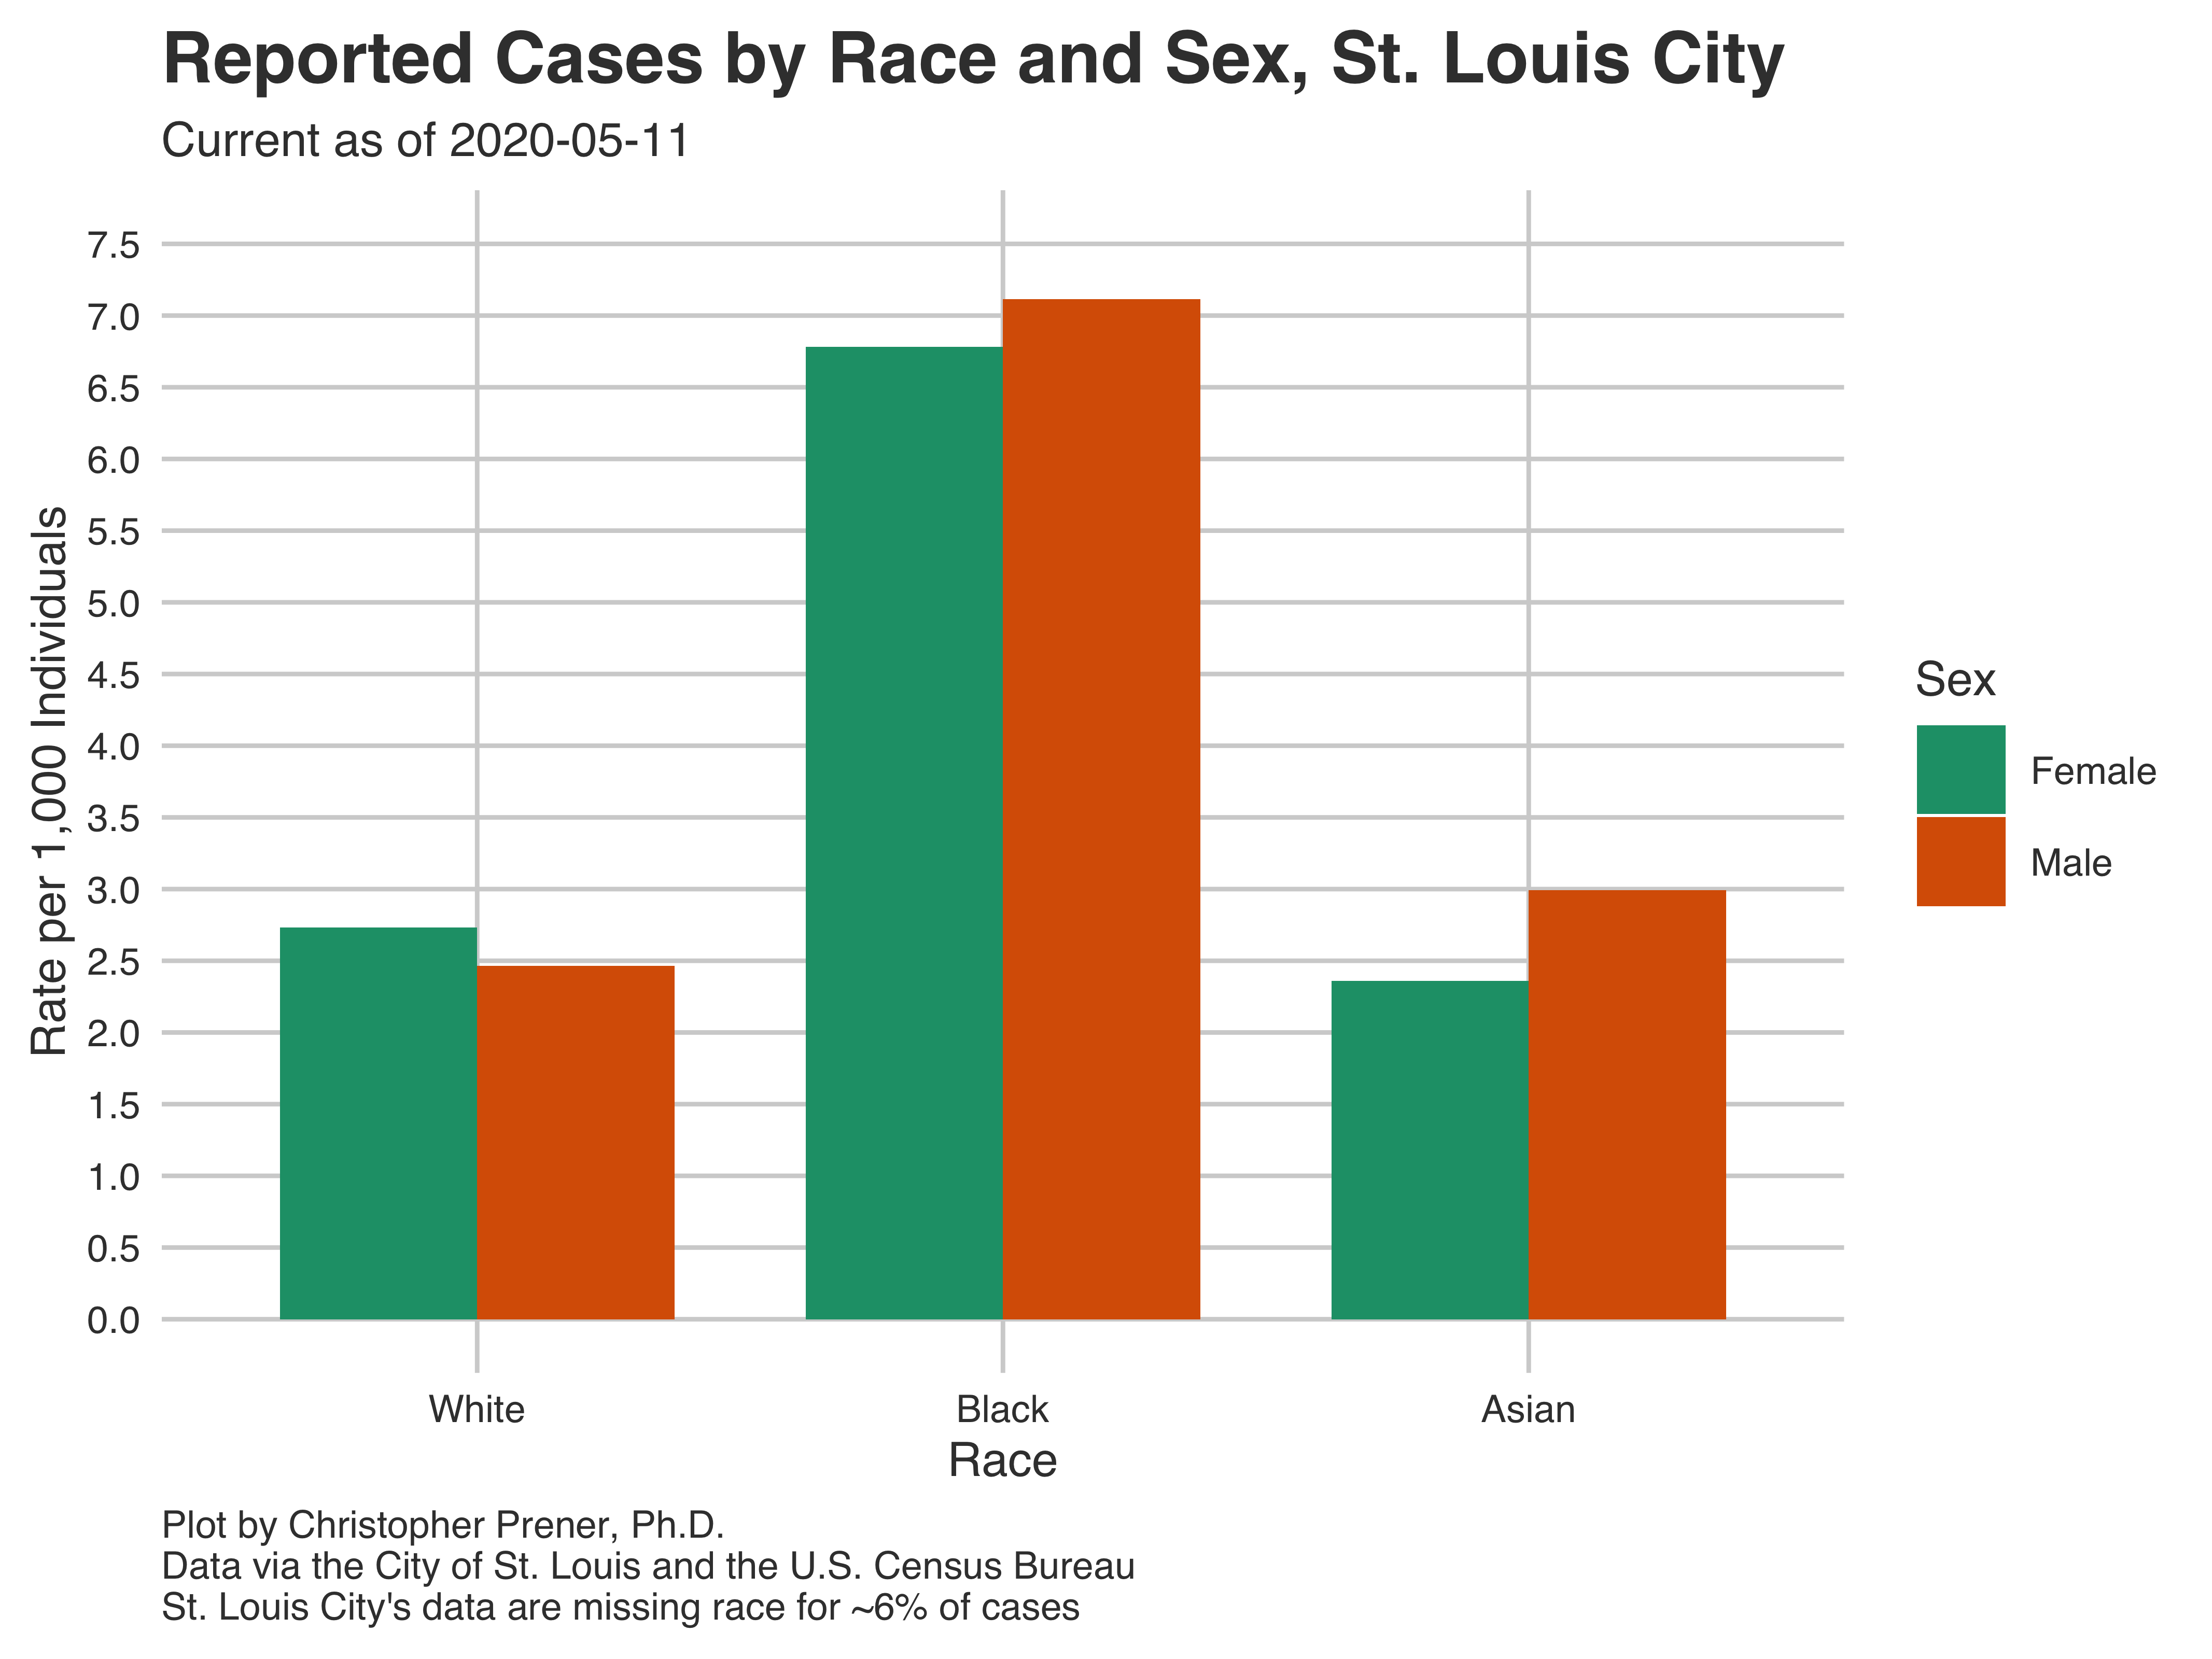 Reported Cases by Race and Sex, St. Louis City
Current as of 2020-05-11
Rate per 1,000 Individuals
7.5
7.0
6.5
6.0
5.5
5.0
4.5
4.0
3.5
3.0
2.5
2.0
1.5
1.0
0.5
0.0
White
Black
Asian
Race
Sex
Female
Male
Plot by Christopher Prener, Ph.D.
Data via the City of St. Louis and the U.S. Census Bureau
St. Louis City's data are missing race for ~6% of cases